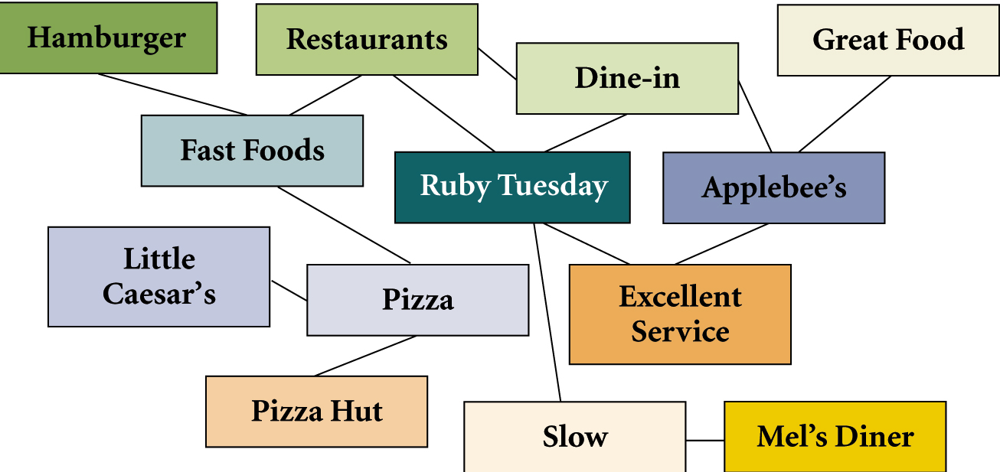 Hamburger
Restaurants
Great Food
Dine-in
Fast Foods
Ruby Tuesday
Applebee’s
Little
Caesar’s
Pizza
Excellent
Service
Pizza Hut
Slow
Mel’s Diner